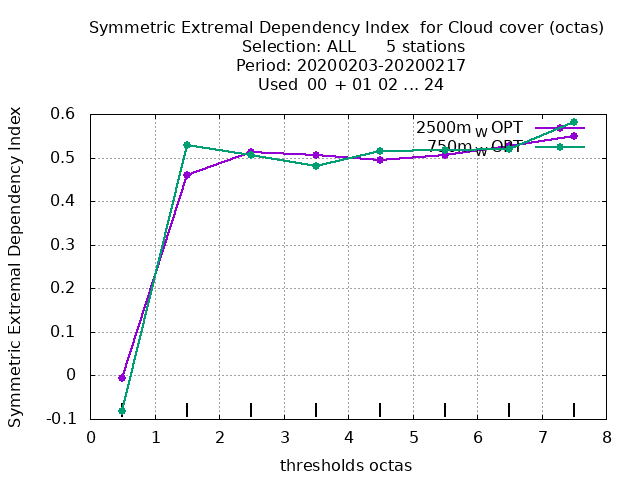 Symmetric Extremal Dependency Index  for Cloud cover (octas)
Selection: ALL      5 stations
Period: 20200203-20200217
Used  00  + 01 02 ... 24
Symmetric Extremal Dependency Index
0.6
0.5
0.4
0.3
0.2
0.1
0
-0.1
2500m W OPT
750m W OPT
0 1 2 3 4 5 6 7 8
thresholds octas